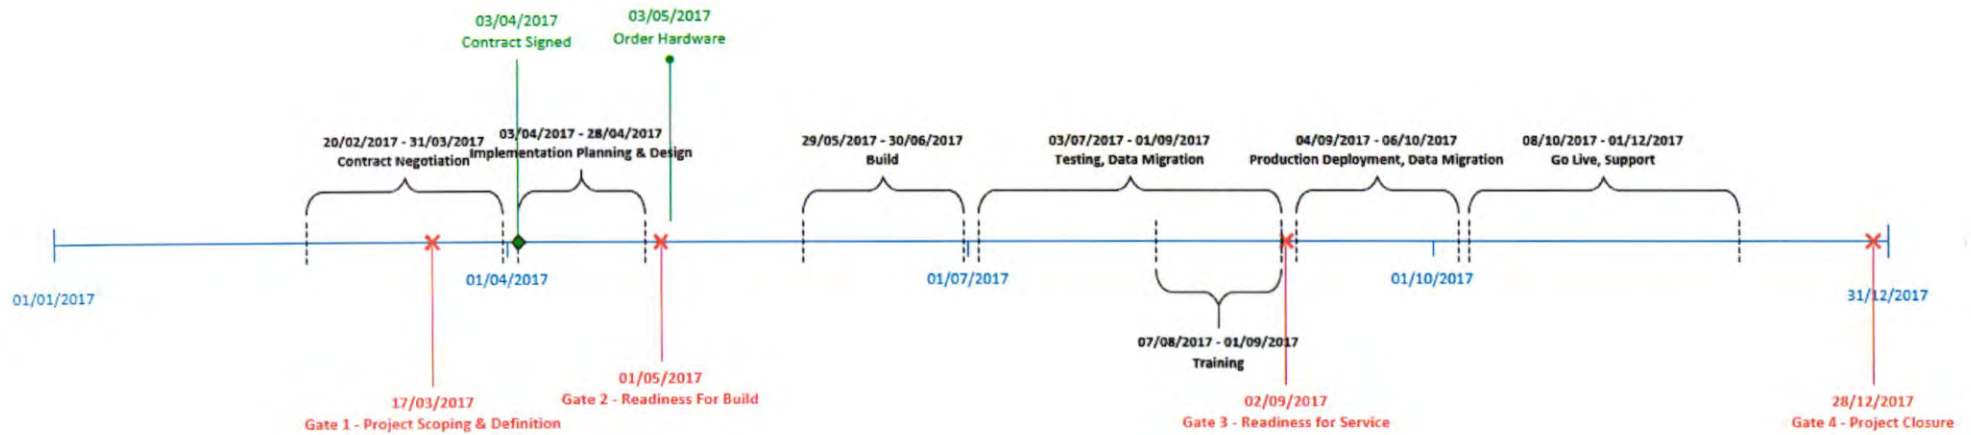 03/04/2017
Contract Signed
03/05/2017
Order Hardware
20/02/2017 - 31/03/2017
Contract Negotiation
03/04/2017 - 28/04/2017
Implementation Planning & Design
29/05/2017 - 30/06/2017
Build
03/07/2017 - 01/09/2017
Testing, Data Migration
04/09/2017 - 06/10/2017
Production Deployment, Data Migration
08/10/2017 - 01/12/2017
Go Live, Support
01/01/2017
01/04/2017
01/07/2017
01/10/2017
31/12/2017
07/08/2017 - 01/09/2017
Training
17/03/2017
Gate 1 - Project Scoping & Definition
01/05/2017
Gate 2 - Readiness For Build
02/09/2017
Gate 3 - Readiness for Service
28/12/2017
Gate 4 - Project Closure